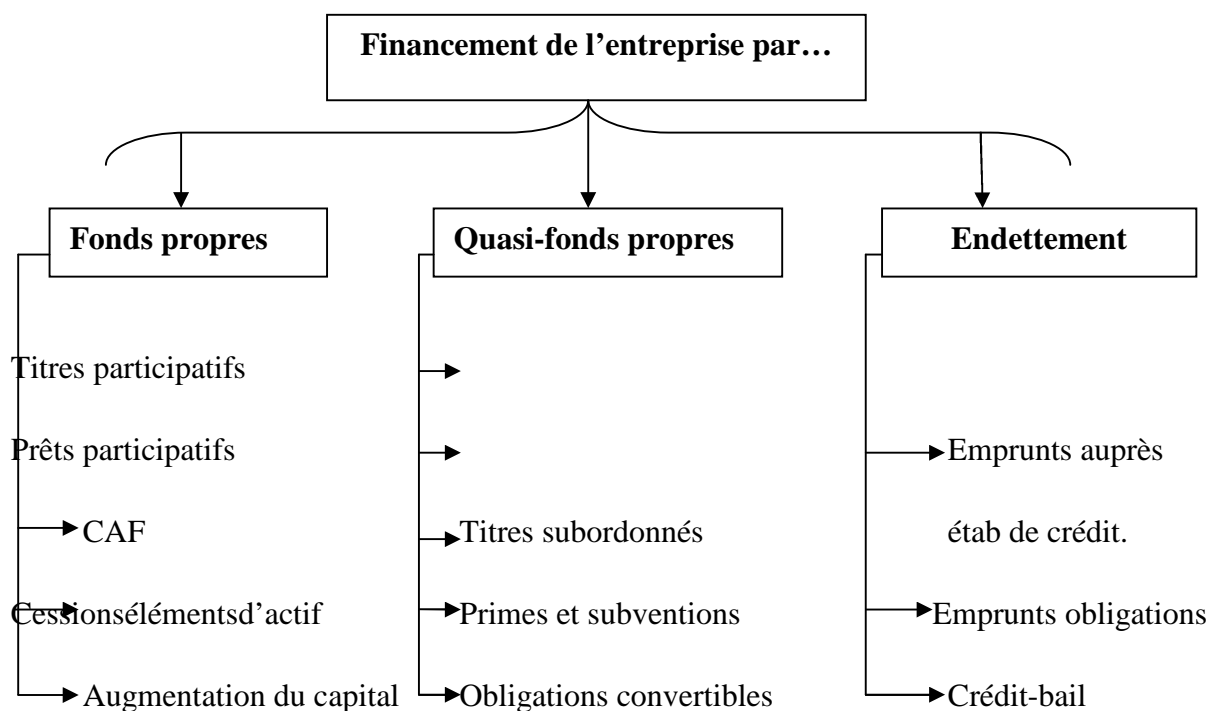 Financement de l’entreprise par…
Fonds propres
Quasi-fonds propres
Endettement
Titres participatifs
Prêts participatifs
Emprunts auprès
CAF
Titres subordonnés
étab de crédit.
Cessionsélémentsd’actif
Primes et subventions
Emprunts obligations
Augmentation du capital
Obligations convertibles
Crédit-bail